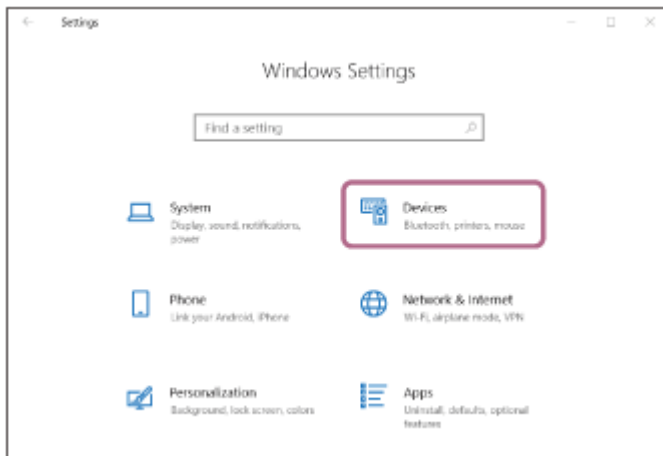 Settings
Windows Settings
Find a setting
System
Display, sound, notifications,
power
Devices
Bluetooth, printers, mouse
Phone
Link your Android, iPhone
Network & Internet
Wi-Fi, airplane mode, VPN
Personalization
Background, lock screen, colors
Apps
Uninstall, defaults, optional
features